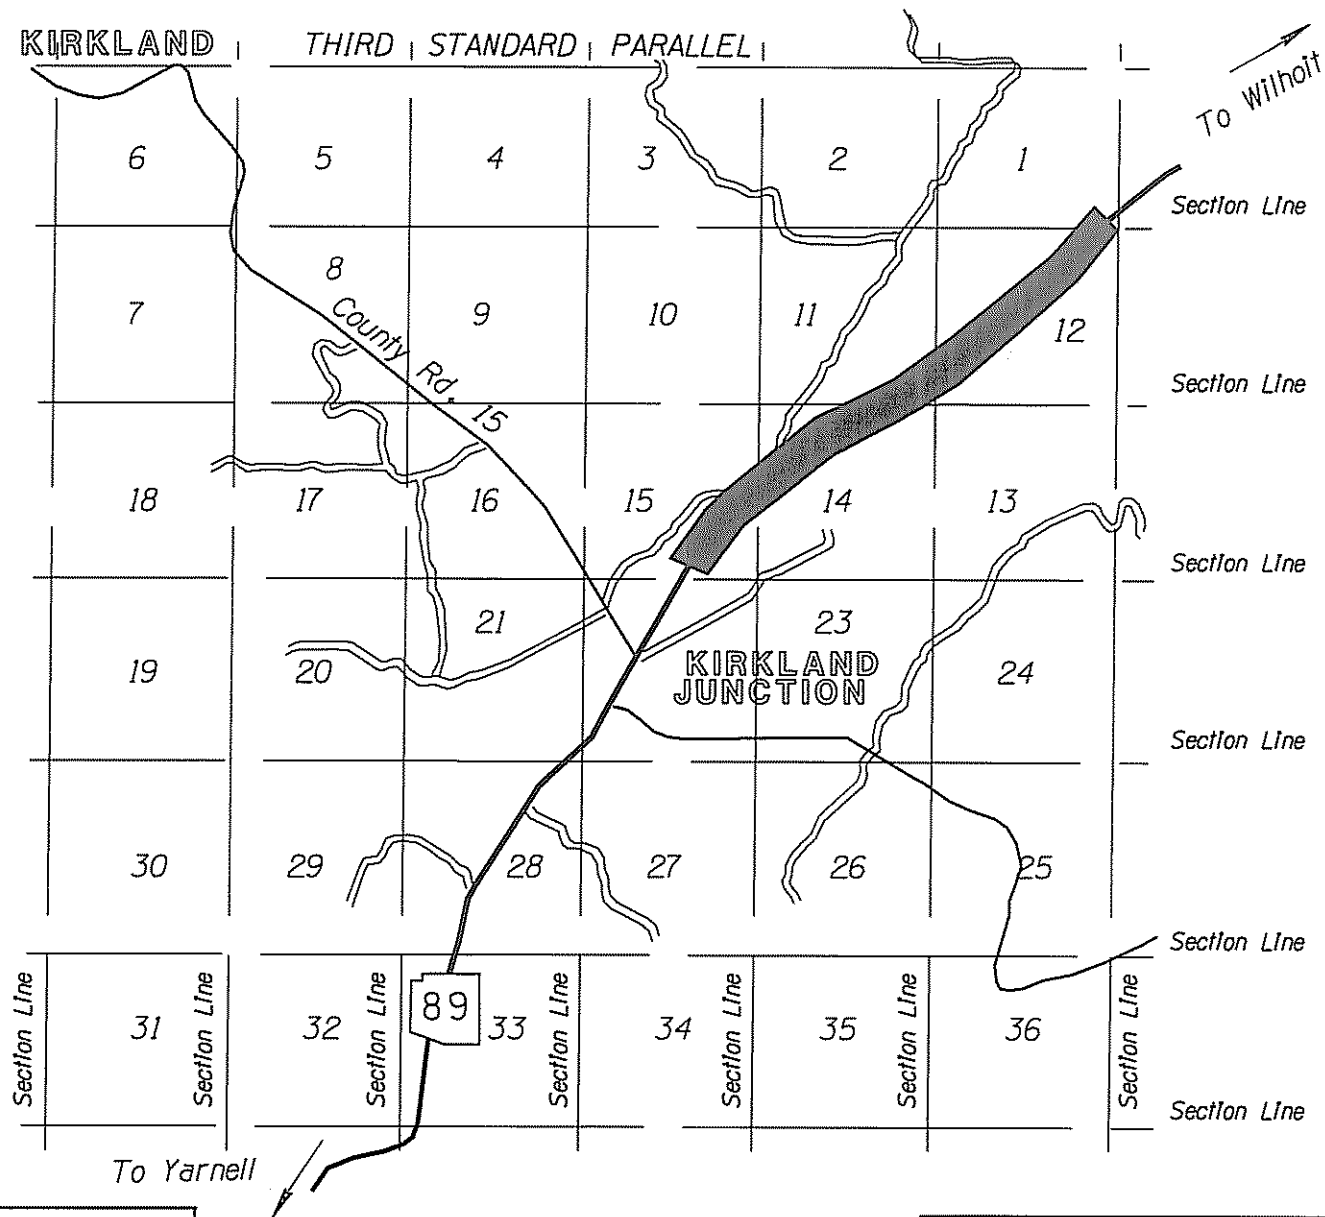 KIRKLAND THIRD STANDARD PARALLEL
To Wilhoit
6 5 4 3 2 1
Section Line
7 8 9 10 11 12
County Rd. 15
Section Line
18 17 16 15 14 13
Section Line
19 20 21 23 24
KIRKLAND
JUNCTION
Section Line
30 29 28 27 26 25
Section Line
Section Line
Section Line
Section Line
Section Line
Section Line
Section Line
31 32 89 33 34 35 36
Section Line
To Yarnell